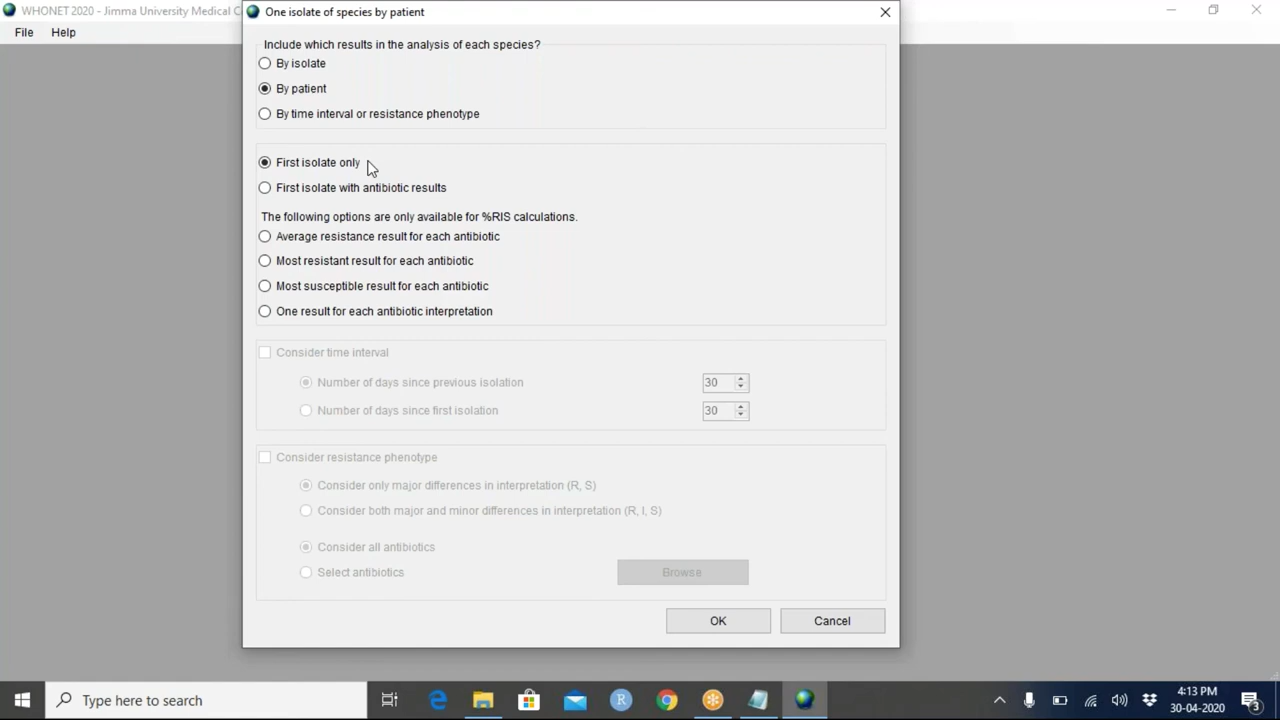 WHONET 2020 - Jimma University Medical C
One isolate of species by patient
File Help
Include which results in the analysis of each species?
By isolate
By patient
By time interval or resistance phenotype
First isolate only
First isolate with antibiotic results
The following options are only available for %RIS calculations.
Average resistance result for each antibiotic
Most resistant result for each antibiotic
Most susceptible result for each antibiotic
One result for each antibiotic interpretation
Consider time interval
Number of days since previous isolation 30
Number of days since first isolation 30
Consider resistance phenotype
Consider only major differences in interpretation (R, S)
Consider both major and minor differences in interpretation (R, I, S)
Consider all antibiotics
Select antibiotics Browse
OK Cancel
Type here to search
R
4:13 PM
30-04-2020
3